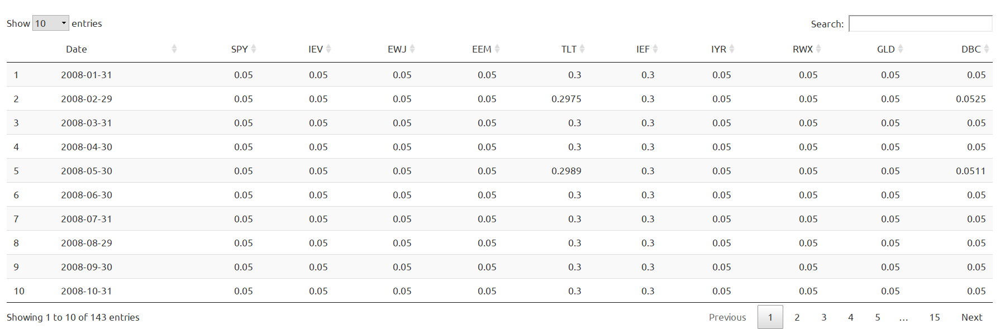 Show 10 entries Search:
Date SPY IEV EWJ EEM TLT IEF IYR RWX GLD DBC
1 2008-01-31 0.05 0.05 0.05 0.05 0.3 0.3 0.05 0.05 0.05 0.05
2 2008-02-29 0.05 0.05 0.05 0.05 0.2975 0.3 0.05 0.05 0.05 0.0525
3 2008-03-31 0.05 0.05 0.05 0.05 0.3 0.3 0.05 0.05 0.05 0.05
4 2008-04-30 0.05 0.05 0.05 0.05 0.3 0.3 0.05 0.05 0.05 0.05
5 2008-05-30 0.05 0.05 0.05 0.05 0.2989 0.3 0.05 0.05 0.05 0.0511
6 2008-06-30 0.05 0.05 0.05 0.05 0.3 0.3 0.05 0.05 0.05 0.05
7 2008-07-31 0.05 0.05 0.05 0.05 0.3 0.3 0.05 0.05 0.05 0.05
8 2008-08-29 0.05 0.05 0.05 0.05 0.3 0.3 0.05 0.05 0.05 0.05
9 2008-09-30 0.05 0.05 0.05 0.05 0.3 0.3 0.05 0.05 0.05 0.05
10 2008-10-31 0.05 0.05 0.05 0.05 0.3 0.3 0.05 0.05 0.05 0.05
Showing 1 to 10 of 143 entries Previous 1 2 3 4 5 … 15 Next